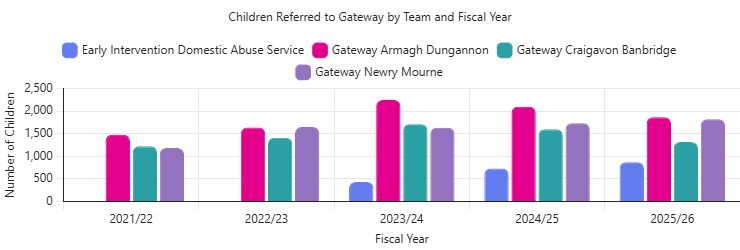 Children Referred to Gateway by Team and Fiscal Year
Early Intervention Domestic Abuse Service Gateway Armagh Dungannon Gateway Craigavon Banbridge
Gateway Newry Mourne
Number of Children
2,500
2,000
1,500
1,000
500
0
2021/22 2022/23 2023/24 2024/25 2025/26
Fiscal Year